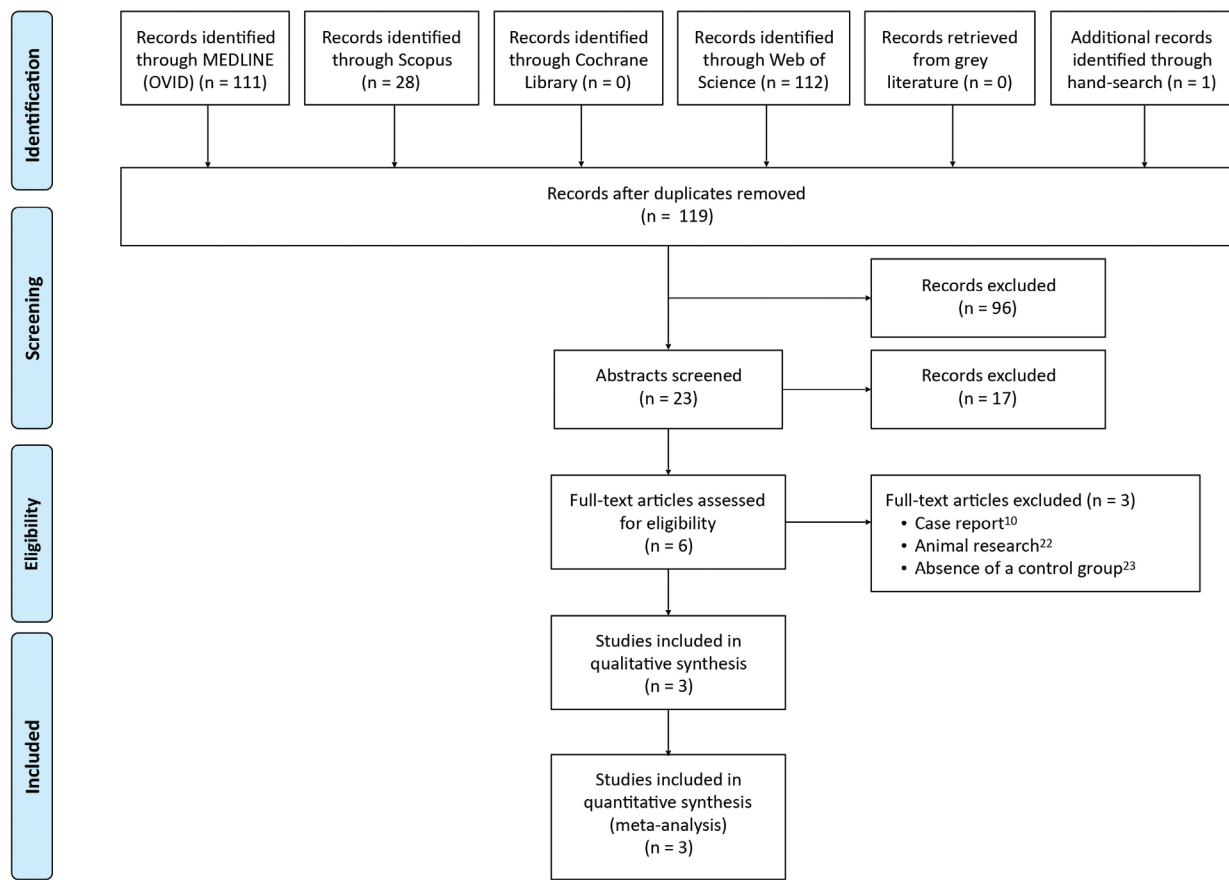 Identification
Records identified
through MEDLINE
(OVID) (n = 111)
Records identified
through Scopus
(n = 28)
Records identified
through Cochrane
Library (n = 0)
Records identified
through Web of
Science (n = 112)
Records retrieved
from grey
literature (n = 0)
Additional records
identified through
hand-search (n = 1)
Records after duplicates removed
(n = 119)
Screening
Records excluded
(n = 96)
Abstracts screened
(n = 23)
Records excluded
(n = 17)
Eligibility
Full-text articles assessed
for eligibility
(n = 6)
Full-text articles excluded (n = 3)
• Case report¹⁰
• Animal research²²
• Absence of a control group²³
Included
Studies included in
qualitative synthesis
(n = 3)
Studies included in
quantitative synthesis
(meta-analysis)
(n = 3)